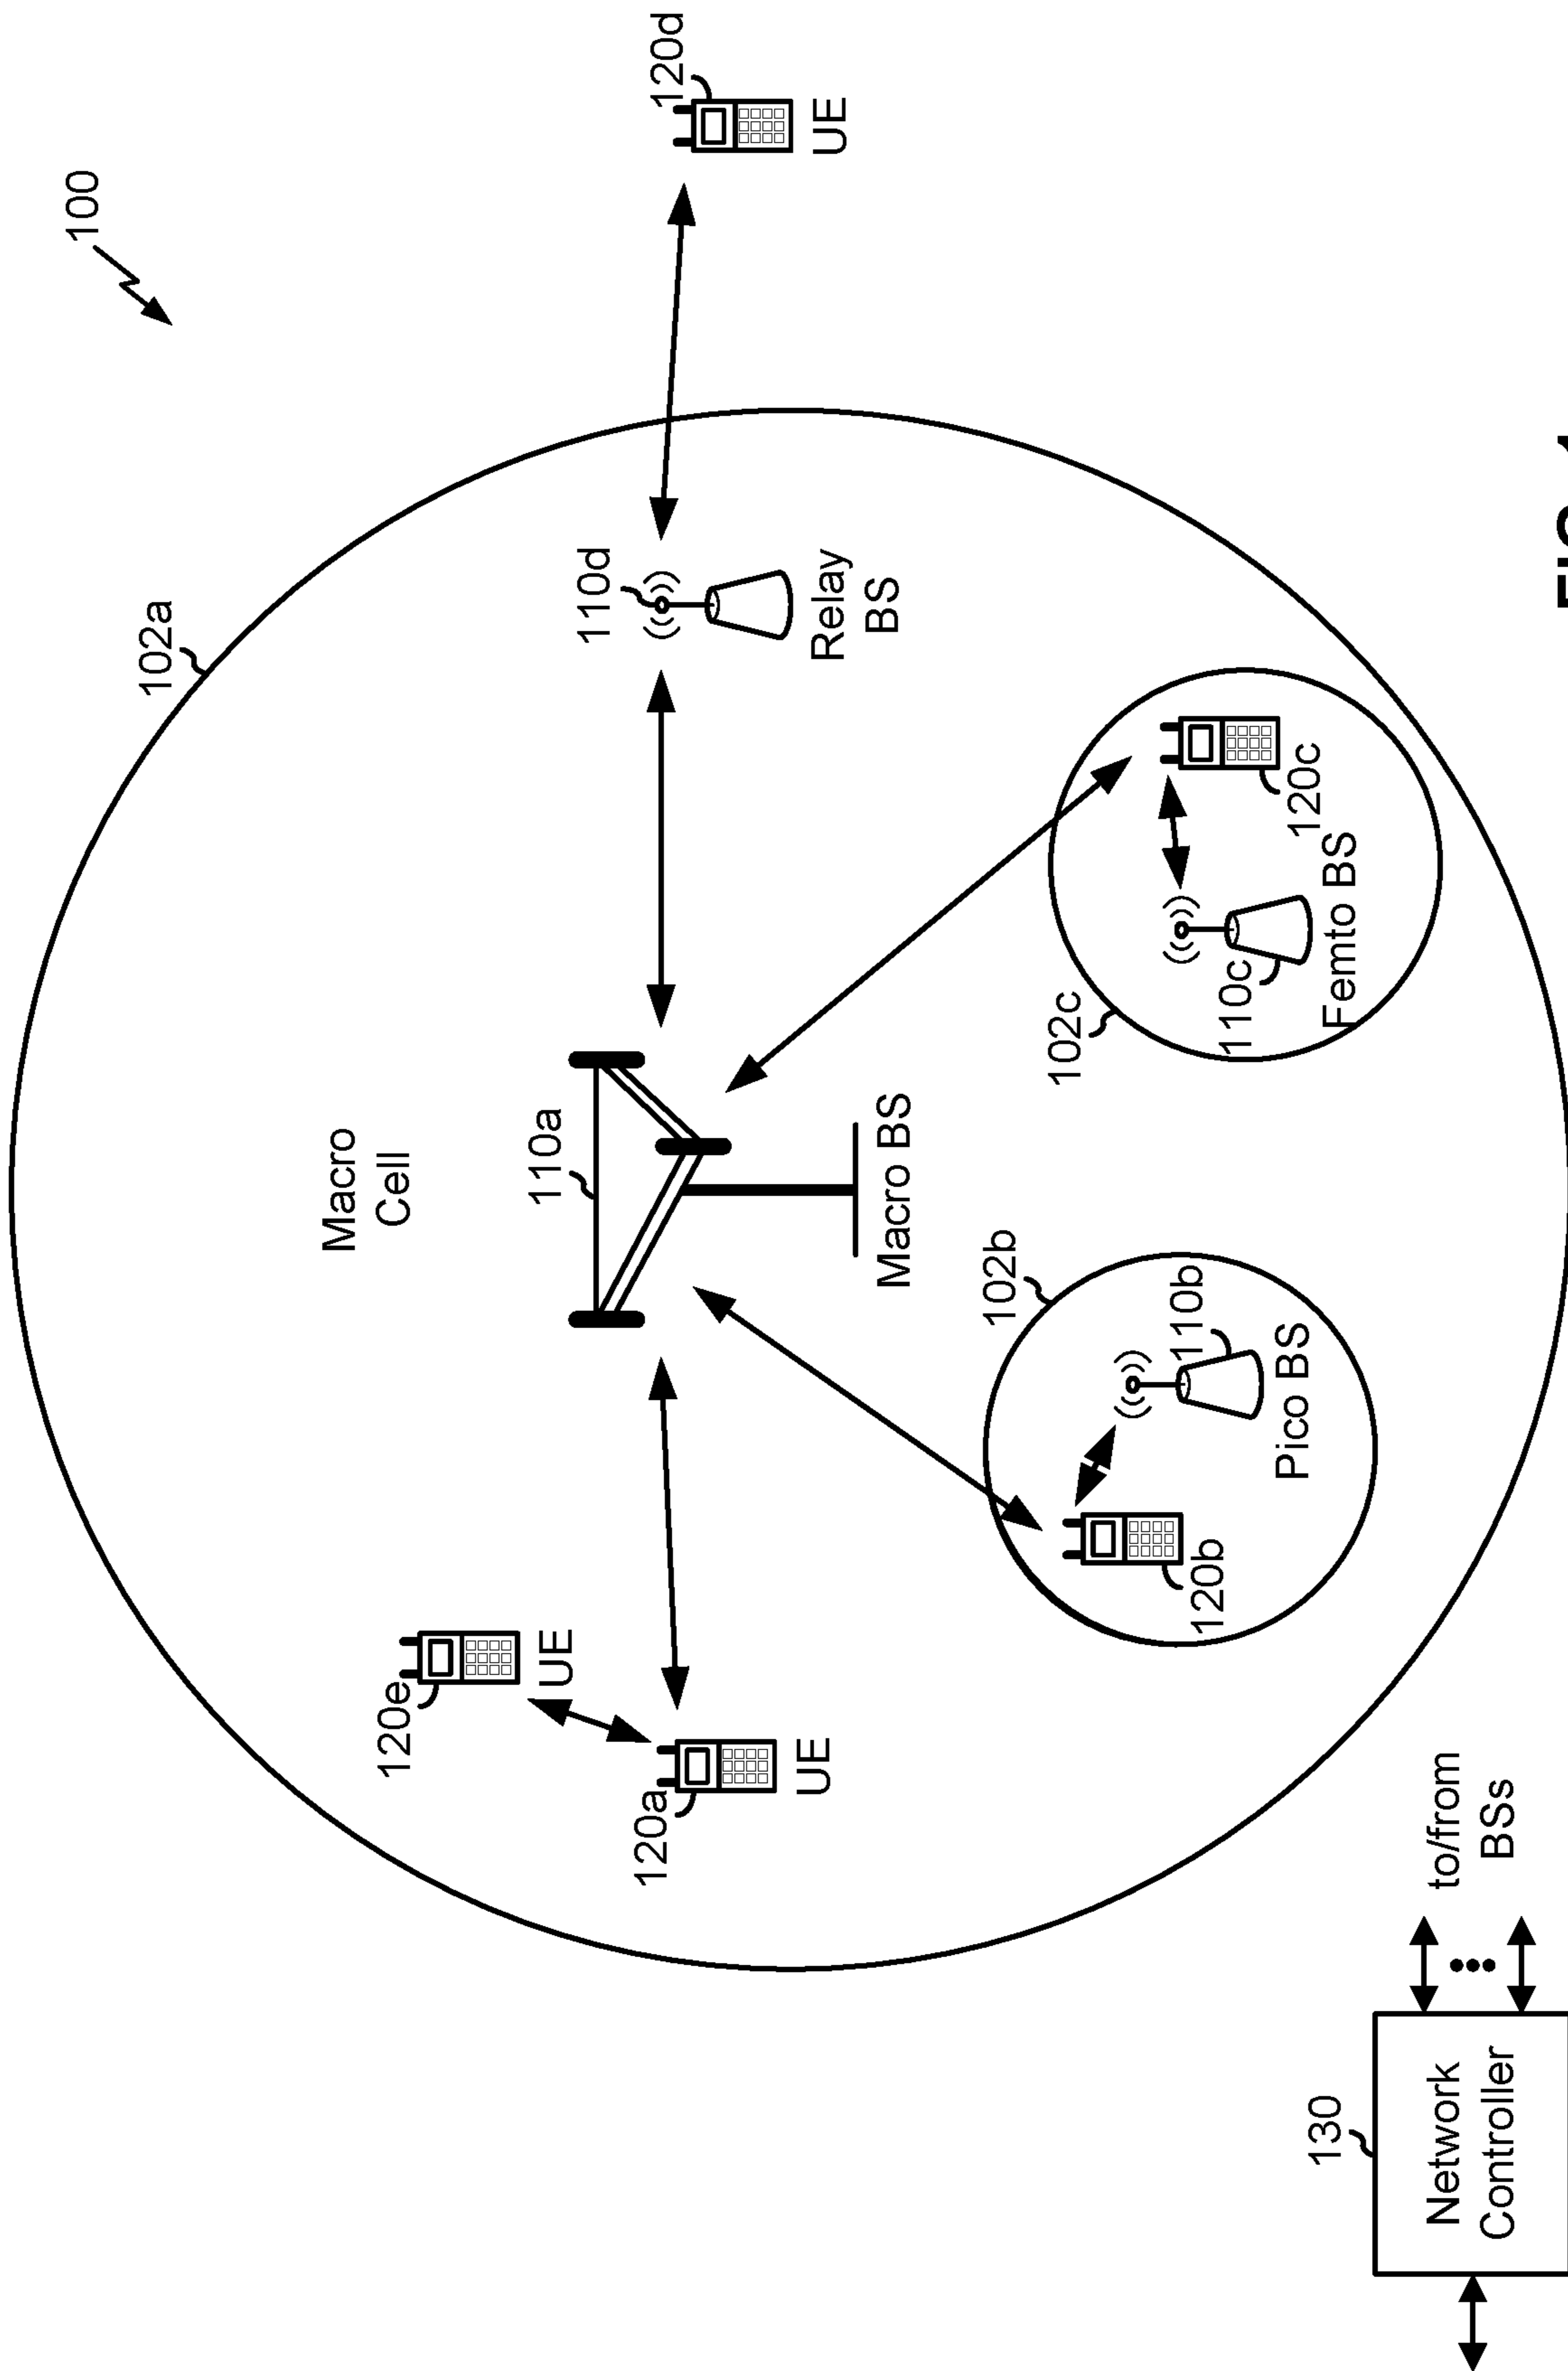 100
102a
Macro
Cell
110a
110d
Relay
BS
120d
UE
120e
UE
120a
UE
Macro BS
102b
110b
Pico BS
120b
102c
110c
Femto BS
120c
130
Network
Controller
to/from
BSs